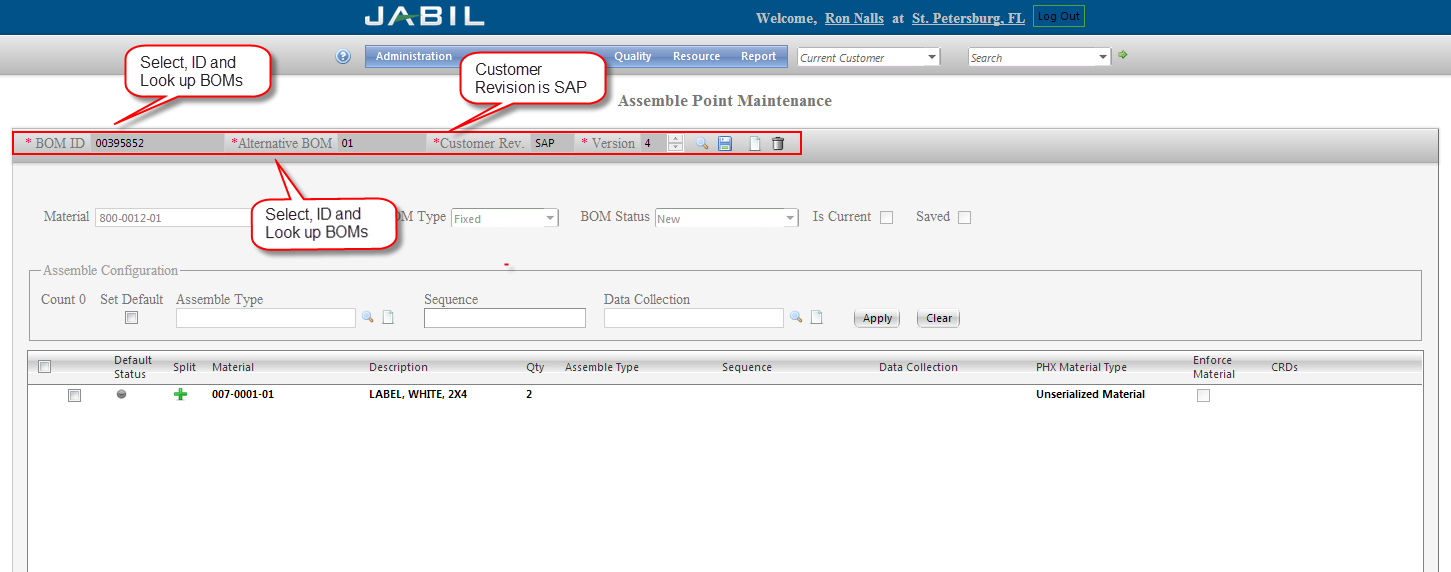 JABIL
Welcome, Ron Nalls at St. Petersburg, FL Log Out
? Administration Quality Resource Report Current Customer Search
Select, ID and
Look up BOMs
Customer
Revision is SAP
Assemble Point Maintenance
* BOM ID 00395852 *Alternative BOM 01 *Customer Rev. SAP * Version 4
Select, ID and
Look up BOMs
Material 800-0012-01 OM Type Fixed BOM Status New Is Current Saved
Assemble Configuration
Count 0 Set Default Assemble Type Sequence Data Collection
Apply Clear
Default Status Split Material Description Qty Assemble Type Sequence Data Collection PHX Material Type Enforce Material CRDs
007-0001-01 LABEL, WHITE, 2X4 2 Unserialized Material